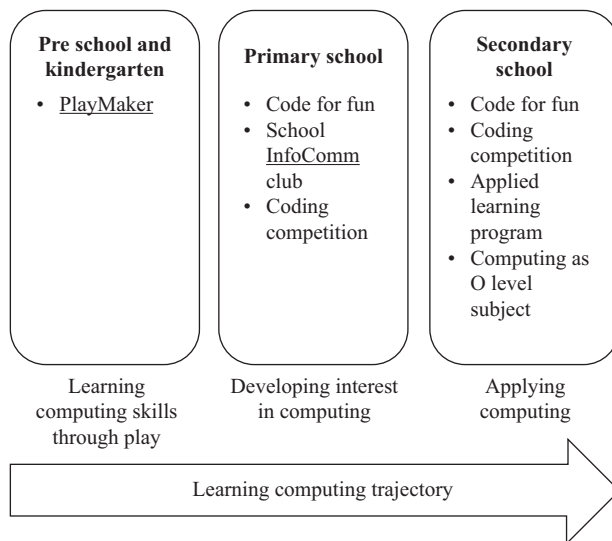 Pre school and
kindergarten
• PlayMaker
Primary school
• Code for fun
• School
InfoComm
club
• Coding
competition
Secondary
school
• Code for fun
• Coding
competition
• Applied
learning
program
• Computing as
O level
subject
Learning
computing skills
through play
Developing interest
in computing
Applying
computing
Learning computing trajectory